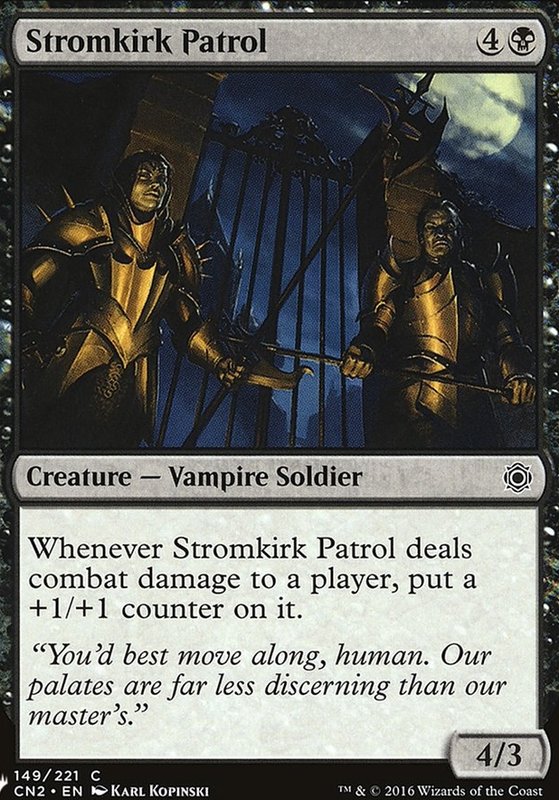 Stromkirk Patrol 4
Creature — Vampire Soldier
Whenever Stromkirk Patrol deals
combat damage to a player, put a
+1/+1 counter on it.
“You’d best move along, human. Our
palates are far less discerning than our
master’s.”
4/3
149/221 C
CN2 • EN Karl Kopinski
™ & © 2016 Wizards of the Coast